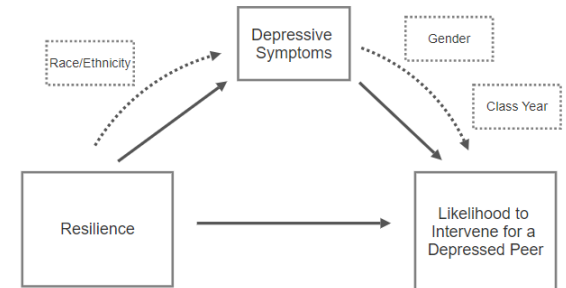 Depressive
Symptoms
Gender
Race/Ethnicity
Class Year
Resilience
Likelihood to
Intervene for a
Depressed Peer